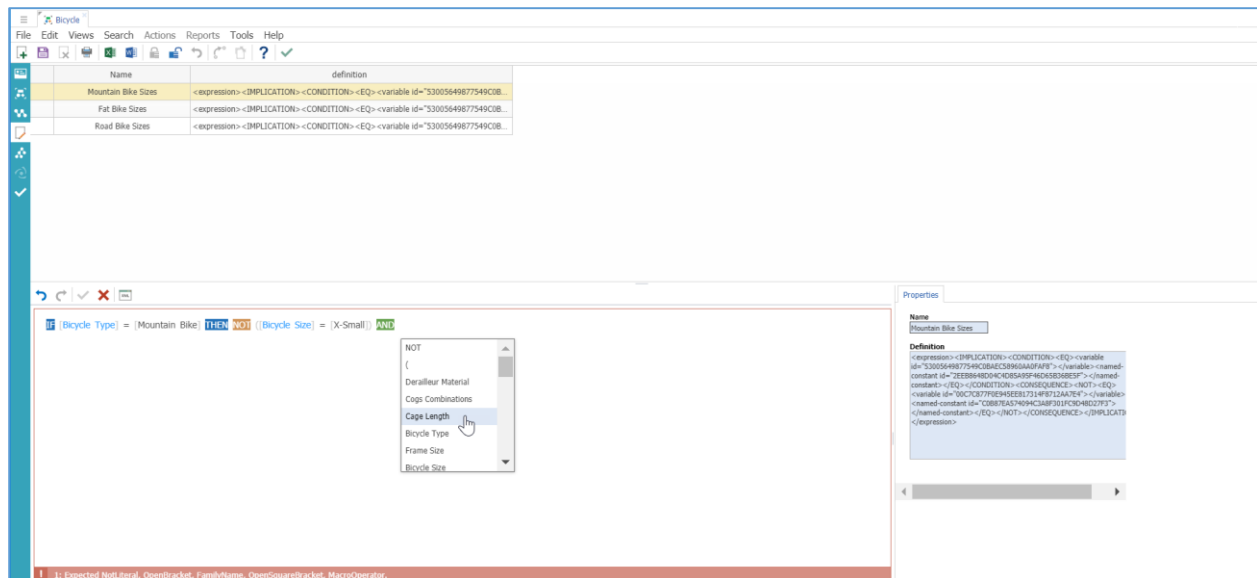 Bicycle
File Edit Views Search Actions Reports Tools Help
Name definition
Mountain Bike Sizes <expression><IMPLICATION><CONDITION><EQ><variable id="53005649877549C0B...
Fat Bike Sizes <expression><IMPLICATION><CONDITION><EQ><variable id="53005649877549C0B...
Road Bike Sizes <expression><IMPLICATION><CONDITION><EQ><variable id="53005649877549C0B...
IF [Bicycle Type] = [Mountain Bike] THEN NOT ([Bicycle Size] = [X-Small]) AND
NOT
(
Derailleur Material
Cogs Combinations
Cage Length
Bicycle Type
Frame Size
Bicycle Size
! 1: Expected NotLiteral, OpenBracket, FamilyName, OpenSquareBracket, MacroOperator.
Properties
Name
Mountain Bike Sizes
Definition
<expression><IMPLICATION><CONDITION><EQ><variable
id="53005649877549C0BAEC58960AA0FAF8"></variable><named-
constant id="2EEB8648D04C4DB5A95F46D65B36BE5F"></named-
constant></EQ></CONDITION><CONSEQUENCE><NOT><EQ>
<variable id="00C7C877F0E945EE817314F8712AA7E4"></variable>
<named-constant id="C0B87EA574094C3A8F301FC9D48D27F3">
</named-constant></EQ></NOT></CONSEQUENCE></IMPLICATI
</expression>